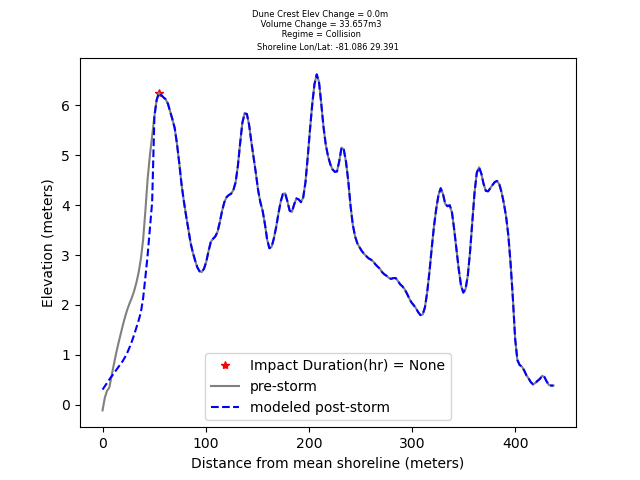 Dune Crest Elev Change = 0.0m
Volume Change = 33.657m3
Regime = Collision
Shoreline Lon/Lat: -81.086 29.391
6
5
4
3
2
1
0
Elevation (meters)
Impact Duration(hr) = None
pre-storm
modeled post-storm
0 100 200 300 400
Distance from mean shoreline (meters)